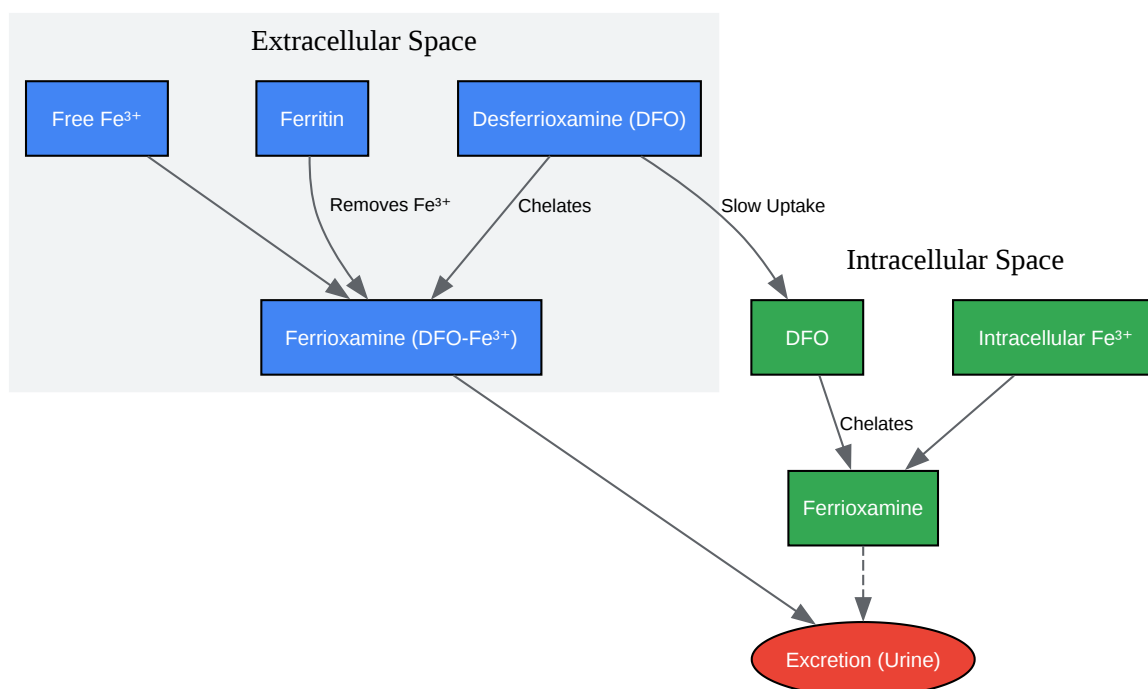 Extracellular Space
Free Fe³⁺
Ferritin
Desferrioxamine (DFO)
Removes Fe³⁺
Chelates
Slow Uptake
Intracellular Space
Ferrioxamine (DFO-Fe³⁺)
DFO
Intracellular Fe³⁺
Chelates
Ferrioxamine
Excretion (Urine)